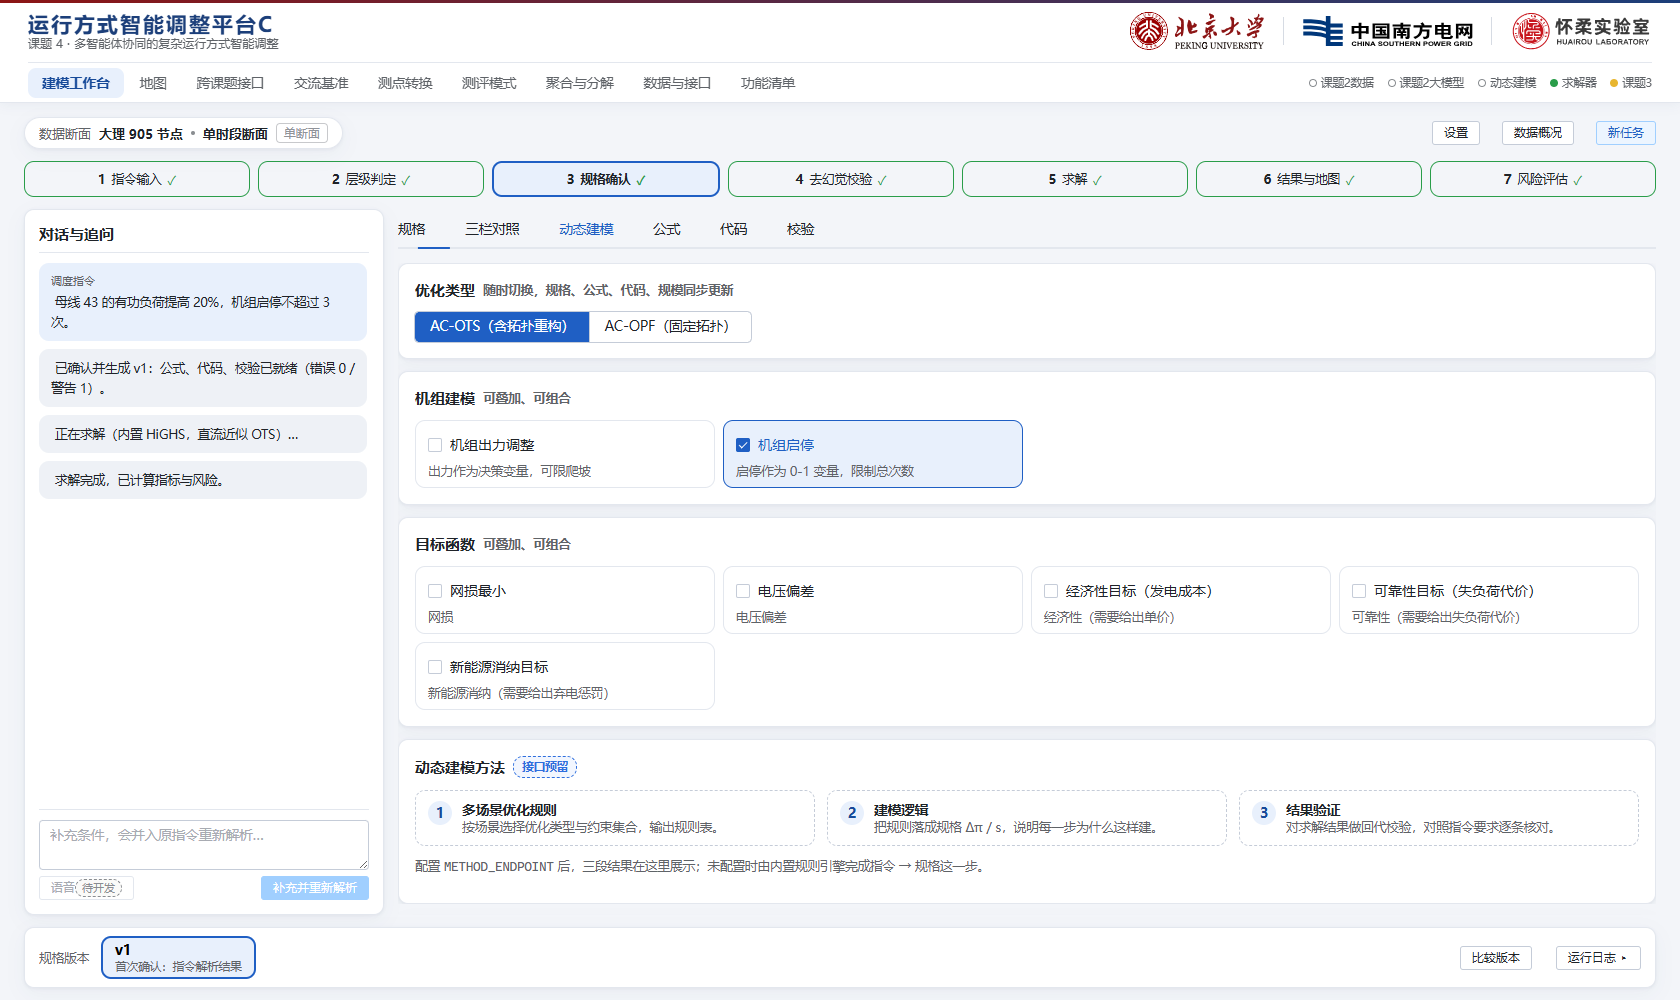 运行方式智能调整平台C
课题 4 · 多智能体协同的复杂运行方式智能调整
北京大学
PEKING UNIVERSITY
中国南方电网
CHINA SOUTHERN POWER GRID
怀柔实验室
HUAIROU LABORATORY
建模工作台 地图 跨课题接口 交流基准 测点转换 测评模式 聚合与分解 数据与接口 功能清单
课题2数据 课题2大模型 动态建模 求解器 课题3
数据断面 大理 905 节点 • 单时段断面 单断面
设置 数据概况 新任务
1 指令输入 ✓ 2 层级判定 ✓ 3 规格确认 ✓ 4 去幻觉校验 ✓ 5 求解 ✓ 6 结果与地图 ✓ 7 风险评估 ✓
对话与追问
调度指令
母线 43 的有功负荷提高 20%，机组启停不超过 3
次。
已确认并生成 v1：公式、代码、校验已就绪（错误 0 /
警告 1）。
正在求解（内置 HiGHS，直流近似 OTS）…
求解完成，已计算指标与风险。
补充条件，会并入原指令重新解析…
语音 待开发 补充并重新解析
规格 三栏对照 动态建模 公式 代码 校验
优化类型 随时切换，规格、公式、代码、规模同步更新
AC-OTS（含拓扑重构） AC-OPF（固定拓扑）
机组建模 可叠加、可组合
机组出力调整
出力作为决策变量，可限爬坡
机组启停
启停作为 0-1 变量，限制总次数
目标函数 可叠加、可组合
网损最小
网损
电压偏差
电压偏差
经济性目标（发电成本）
经济性（需要给出单价）
可靠性目标（失负荷代价）
可靠性（需要给出失负荷代价）
新能源消纳目标
新能源消纳（需要给出弃电惩罚）
动态建模方法 接口预留
1 多场景优化规则
按场景选择优化类型与约束集合，输出规则表。
2 建模逻辑
把规则落成规格 Δπ / s，说明每一步为什么这样建。
3 结果验证
对求解结果做回代校验，对照指令要求逐条核对。
配置 METHOD_ENDPOINT 后，三段结果在这里展示；未配置时由内置规则引擎完成指令 → 规格这一步。
规格版本 v1
首次确认：指令解析结果
比较版本 运行日志 ▸